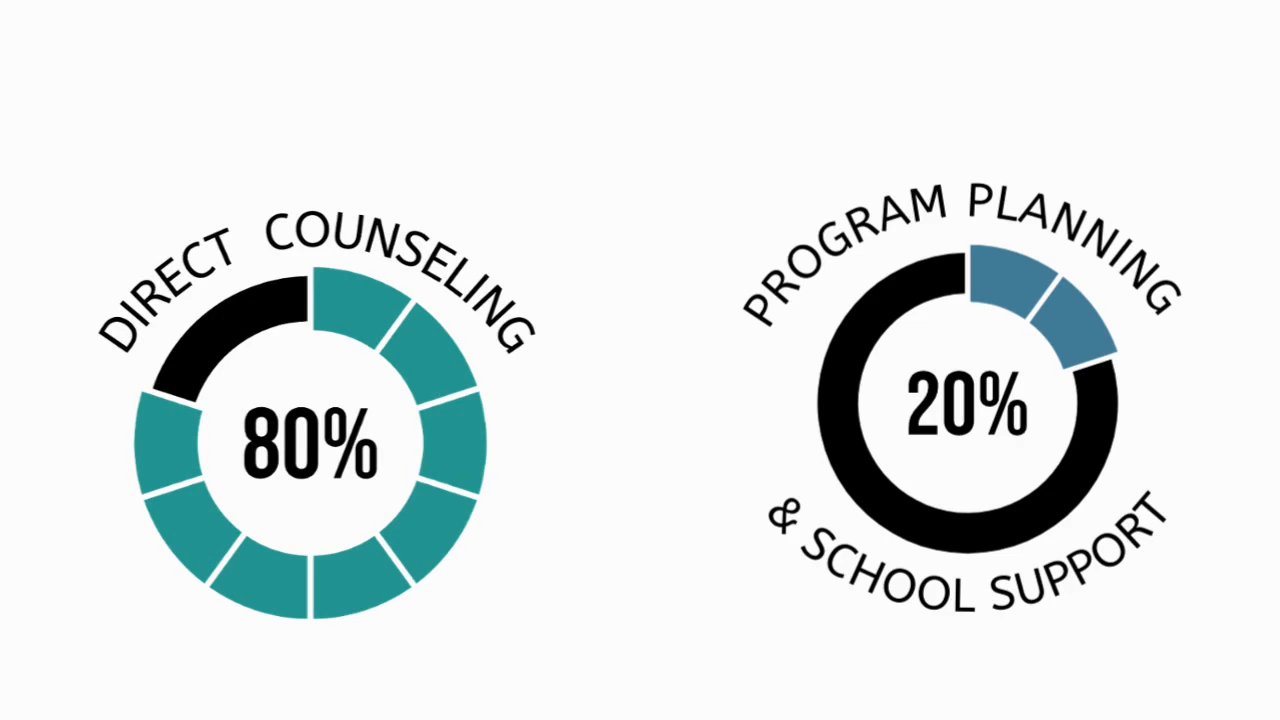 DIRECT COUNSELING
80%
PROGRAM PLANNING
20%
& SCHOOL SUPPORT